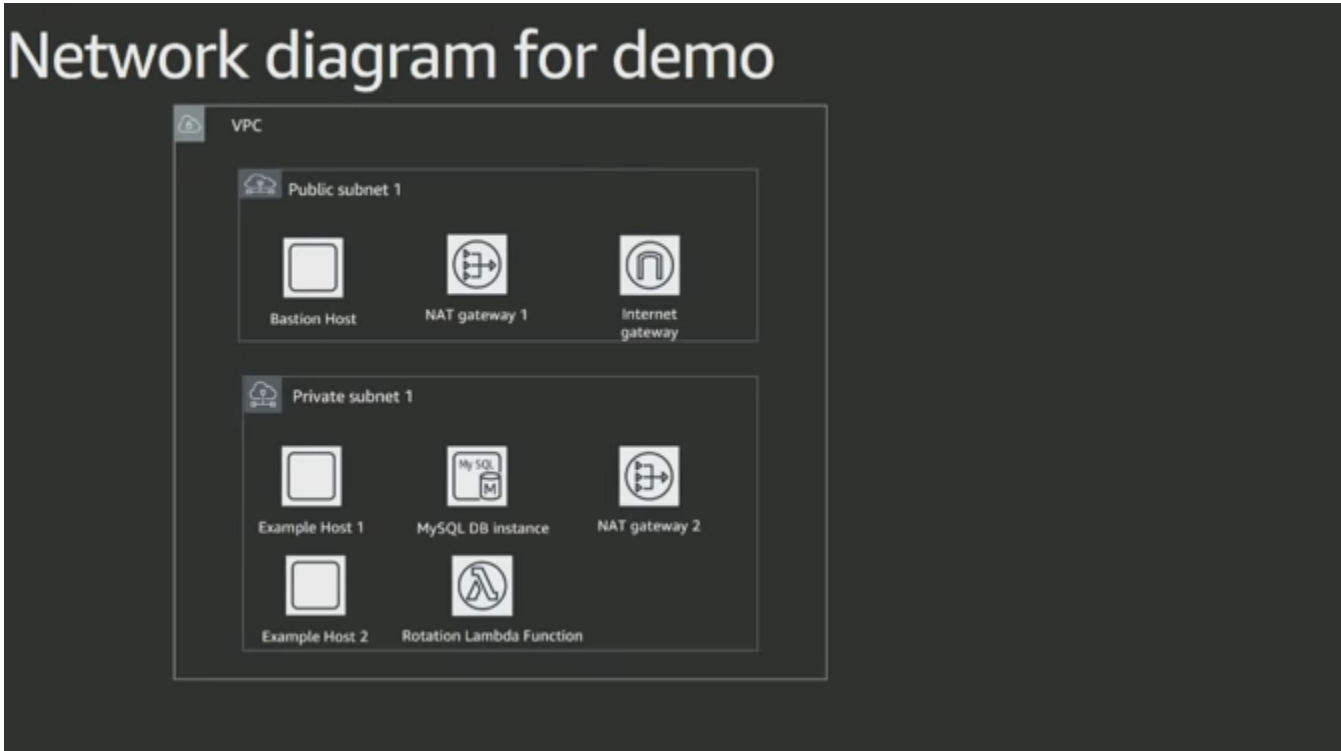 Network diagram for demo
VPC
Public subnet 1
Bastion Host
NAT gateway 1
Internet
gateway
Private subnet 1
Example Host 1
My SQL
M
MySQL DB instance
NAT gateway 2
Example Host 2
Rotation Lambda Function